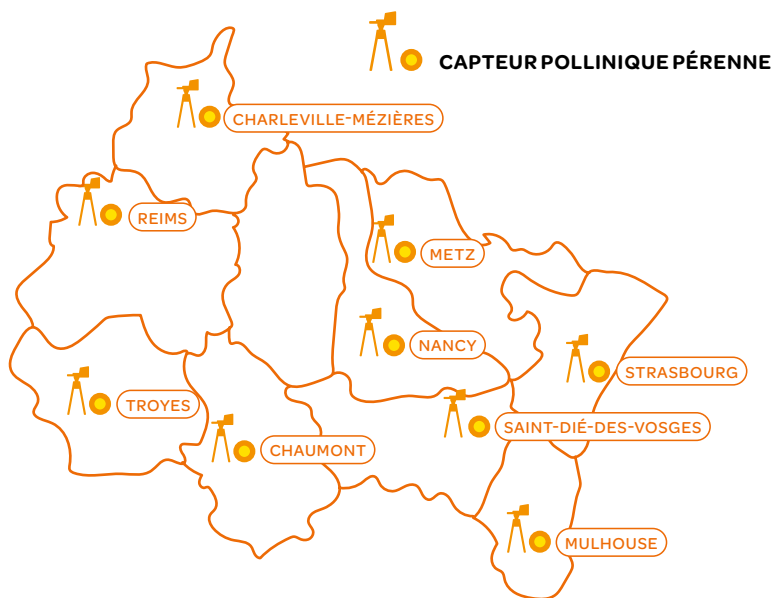 CAPTEUR POLLINIQUE PÉRENNE
CHARLEVILLE-MÉZIÈRES
REIMS
METZ
NANCY
STRASBOURG
TROYES
SAINT-DIÉ-DES-VOSGES
CHAUMONT
MULHOUSE